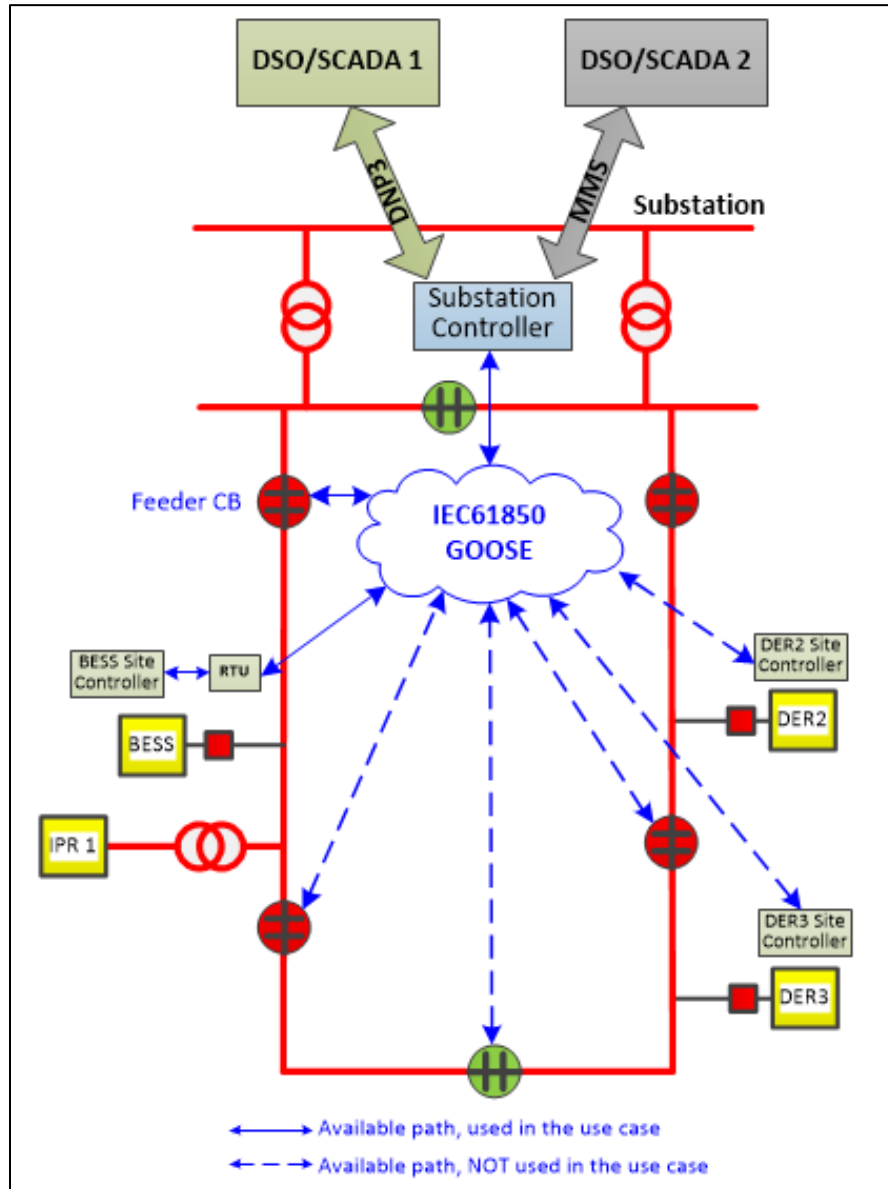 DSO/SCADA 1
DSO/SCADA 2
DNP3
MMS
Substation
Substation
Controller
Feeder CB
IEC61850
GOOSE
BESS Site
Controller
RTU
DER2 Site
Controller
BESS
DER2
IPR 1
DER3 Site
Controller
DER3
Available path, used in the use case
Available path, NOT used in the use case